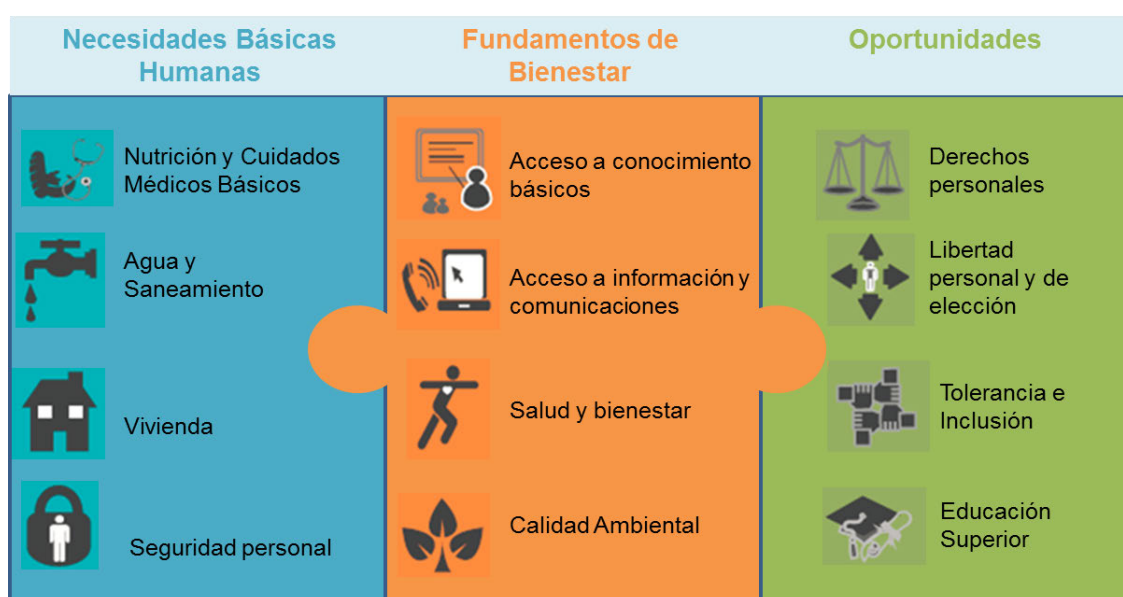 Necesidades Básicas
Humanas
Fundamentos de
Bienestar
Oportunidades
Nutrición y Cuidados
Médicos Básicos
Agua y
Saneamiento
Vivienda
Seguridad personal
Acceso a conocimiento
básicos
Acceso a información y
comunicaciones
Salud y bienestar
Calidad Ambiental
Derechos
personales
Libertad
personal y de
elección
Tolerancia e
Inclusión
Educación
Superior